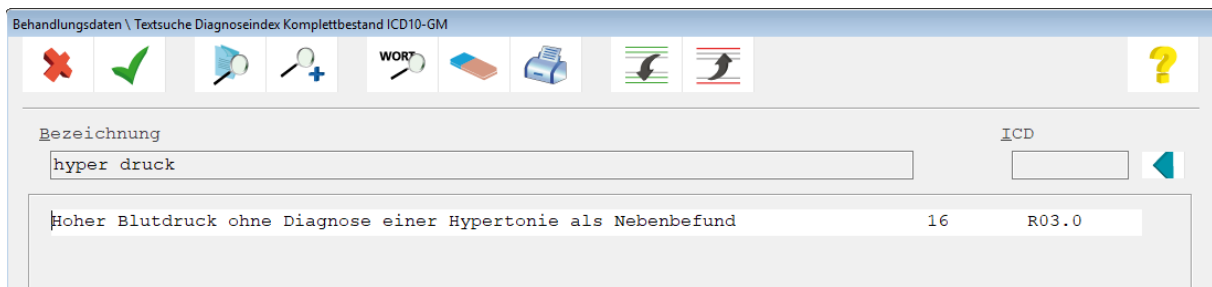 Behandlungsdaten \ Textsuche Diagnoseindex Komplettbestand ICD10-GM
WORT
?
Bezeichnung ICD
hyper druck
Hoher Blutdruck ohne Diagnose einer Hypertonie als Nebenbefund 16 R03.0